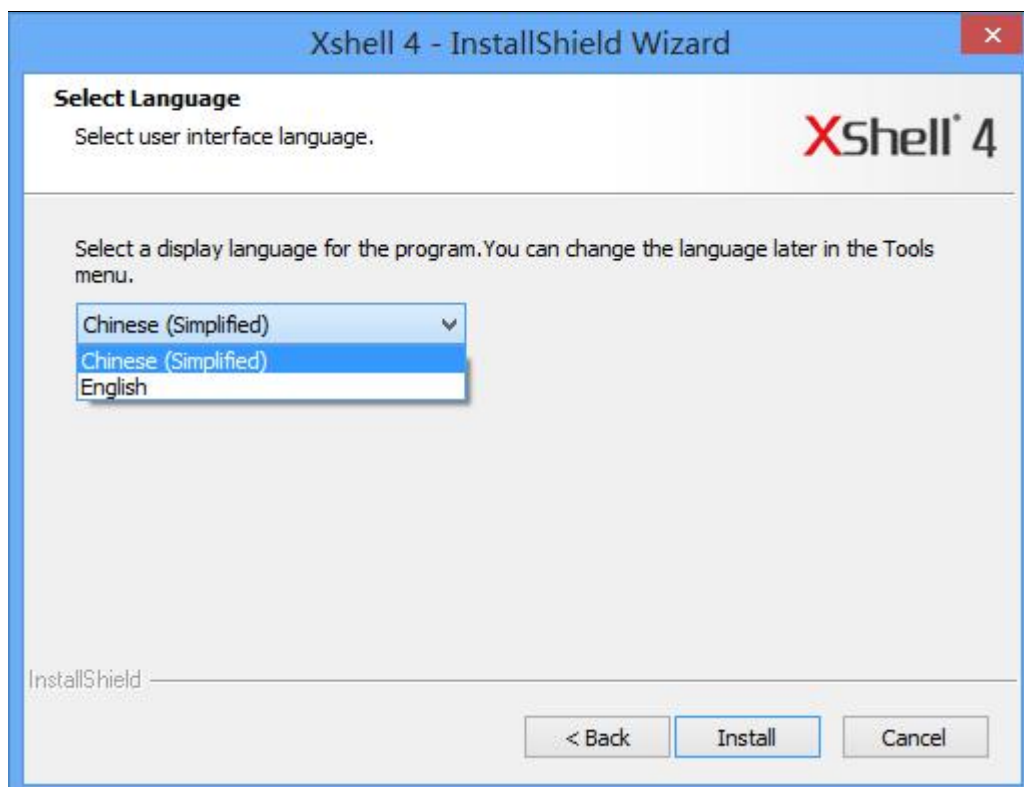 Xshell 4 - InstallShield Wizard
Select Language
Select user interface language.
XShell 4
Select a display language for the program.You can change the language later in the Tools
menu.
Chinese (Simplified)
Chinese (Simplified)
English
InstallShield
< Back
Install
Cancel